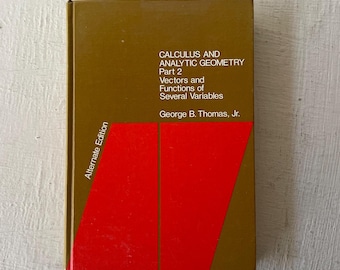 CALCULUS AND
ANALYTIC GEOMETRY
Part 2
Vectors and
Functions of
Several Variables
George B. Thomas, Jr.
Alternate Edition